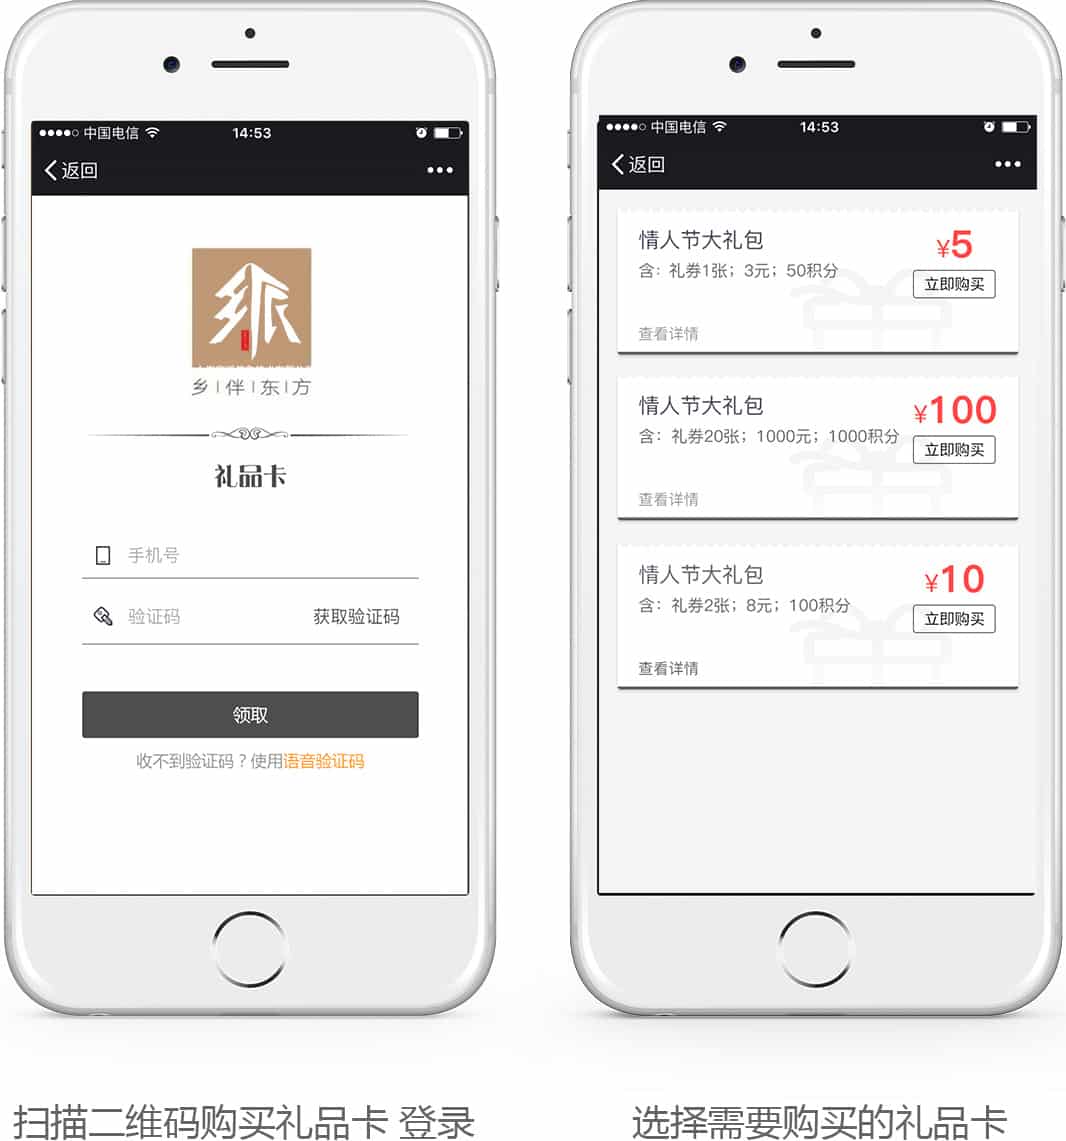 中国电信
14:53
返回
乡伴东方
礼品卡
手机号
验证码 获取验证码
领取
收不到验证码？使用语音验证码
扫描二维码购买礼品卡 登录
中国电信
14:53
返回
情人节大礼包
¥5
含：礼券1张；3元；50积分
立即购买
查看详情
情人节大礼包
¥100
含：礼券20张；1000元；1000积分
立即购买
查看详情
情人节大礼包
¥10
含：礼券2张；8元；100积分
立即购买
查看详情
选择需要购买的礼品卡